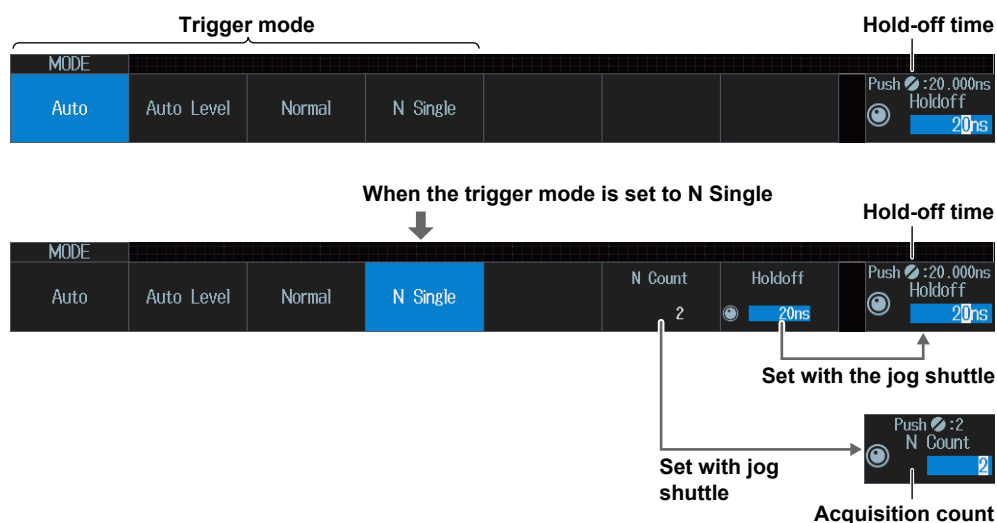 Trigger mode
Hold-off time
MODE
Auto
Auto Level
Normal
N Single
Push :20.000ns
Holdoff
20ns
When the trigger mode is set to N Single
Hold-off time
MODE
Auto
Auto Level
Normal
N Single
N Count
2
Holdoff
20ns
Push :20.000ns
Holdoff
20ns
Set with the jog shuttle
Push :2
N Count
2
Set with jog
shuttle
Acquisition count